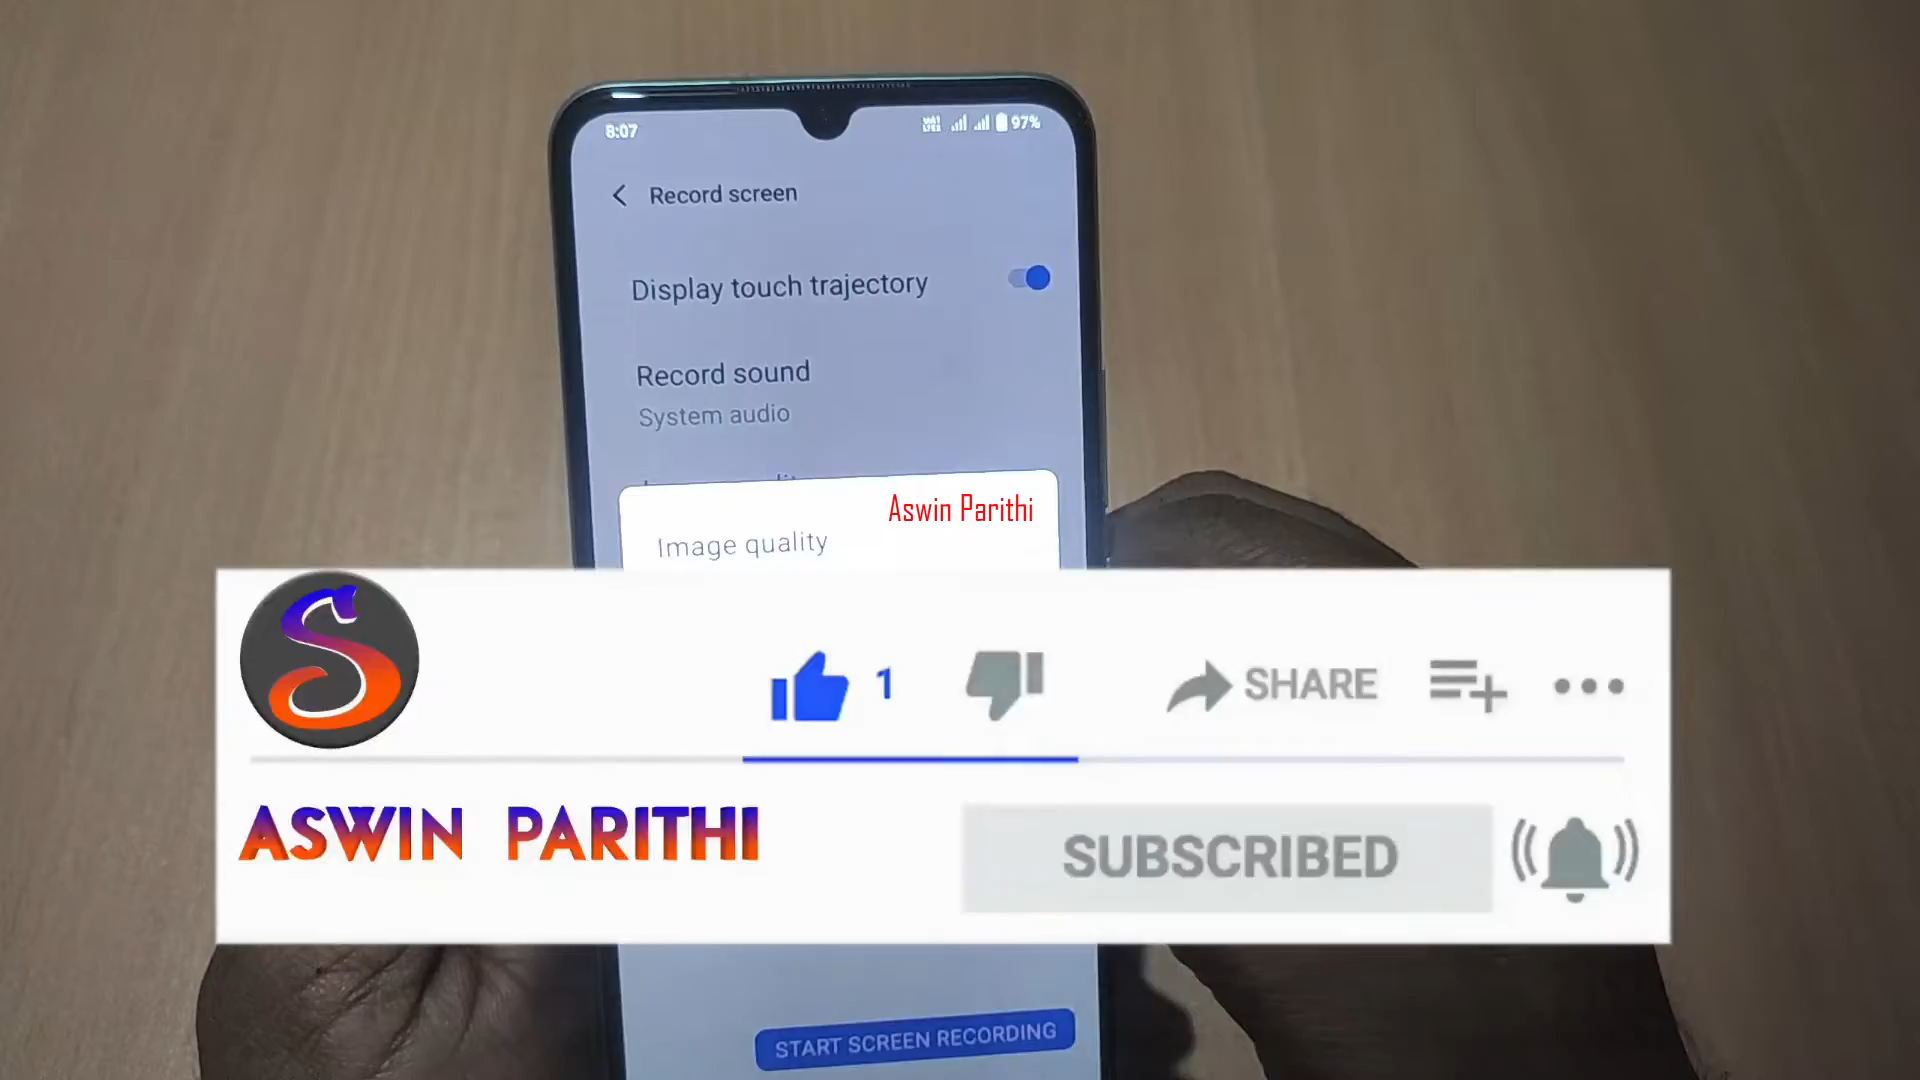 8:07
97%
Record screen
Display touch trajectory
Record sound
System audio
Aswin Parithi
Image quality
S
1
SHARE
ASWIN PARITHI
SUBSCRIBED
START SCREEN RECORDING